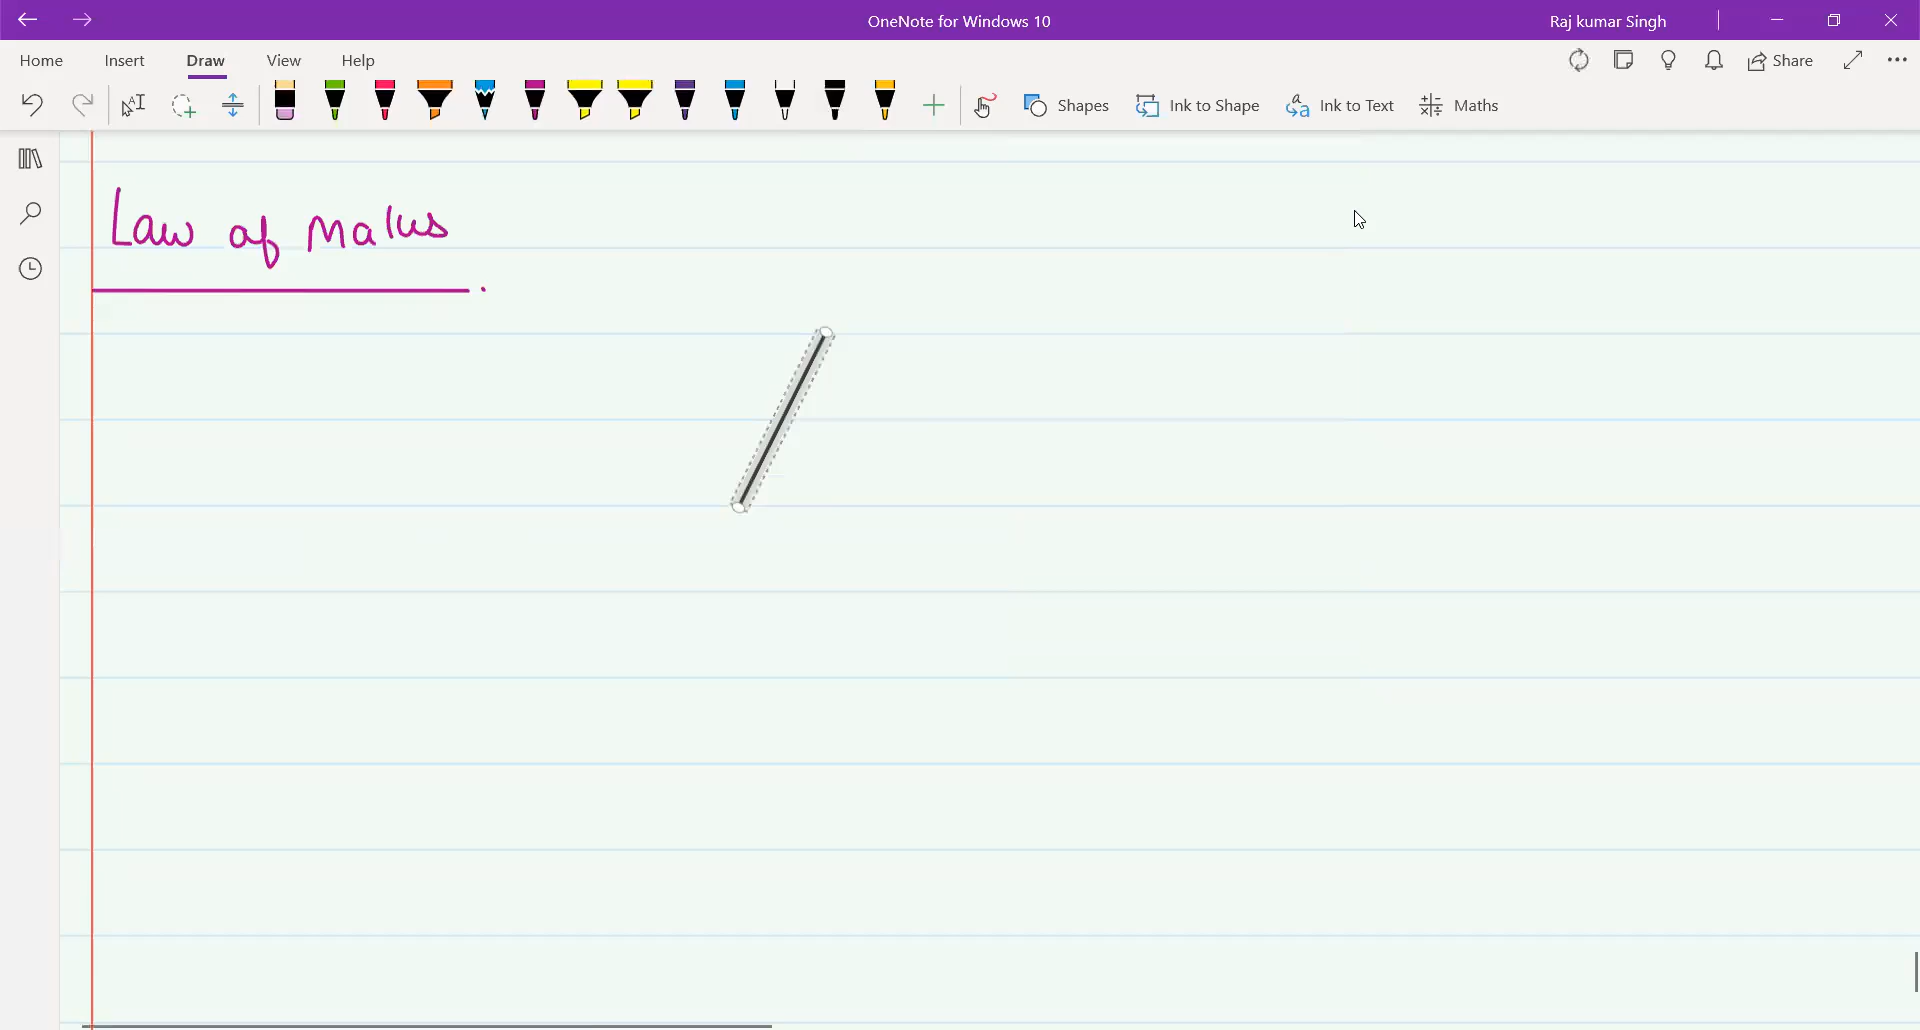 OneNote for Windows 10
Raj kumar Singh
Home Insert Draw View Help
Share
Shapes Ink to Shape Ink to Text Maths
Law of Malus